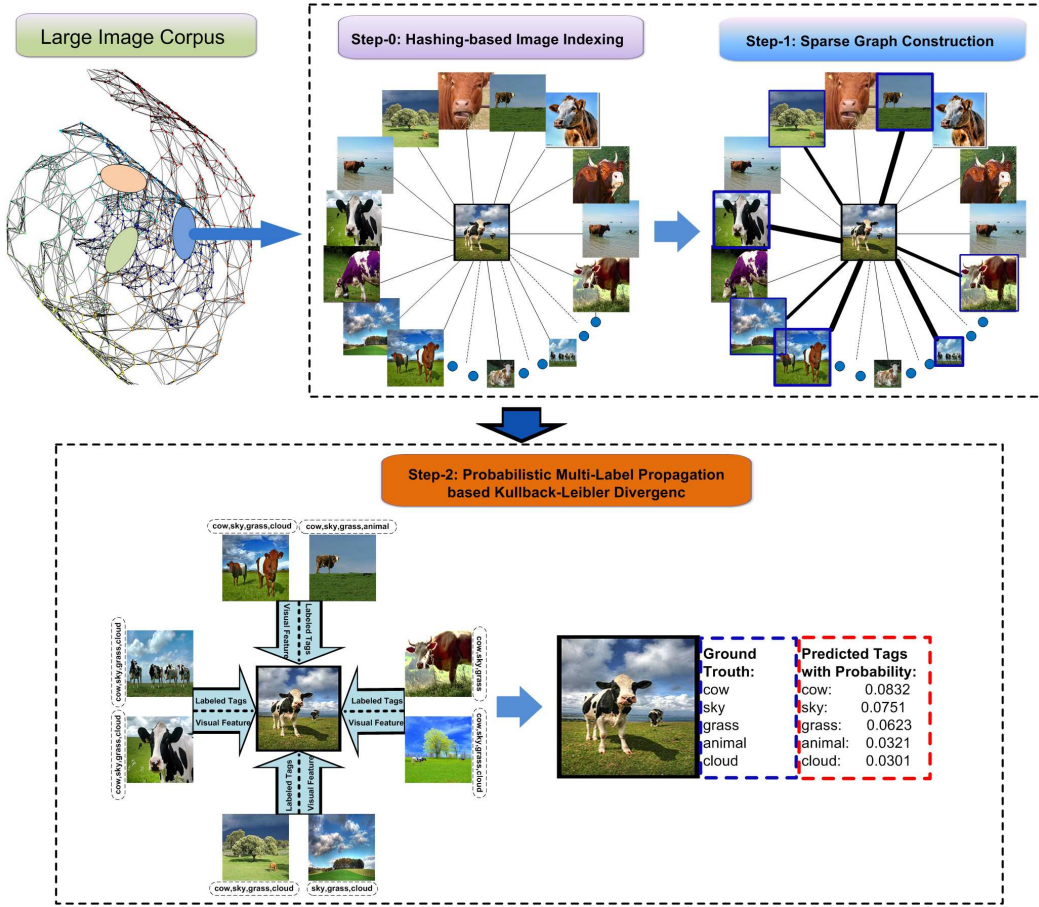 Large Image Corpus
Step-0: Hashing-based Image Indexing
Step-1: Sparse Graph Construction
Step-2: Probabilistic Multi-Label Propagation
based Kullback-Leibler Divergenc
cow,sky,grass,cloud
cow,sky,grass,animal
Visual Feature
Labeled Tags
cow,sky,grass,cloud
Labeled Tags
Visual Feature
cow,sky,grass,cloud
Labeled Tags
Visual Feature
cow,sky,grass
cow,sky,grass,cloud
Labeled Tags
Visual Feature
cow,sky,grass,cloud
sky,grass,cloud
Ground
Trouth:
cow
sky
grass
animal
cloud
Predicted Tags
with Probability:
cow: 0.0832
sky: 0.0751
grass: 0.0623
animal: 0.0321
cloud: 0.0301